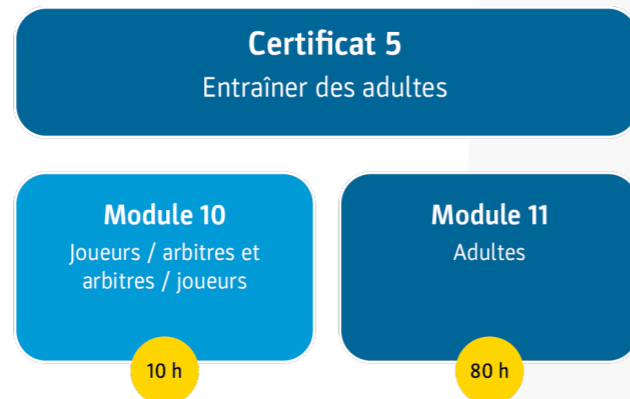 Certificat 5
Entraîner des adultes
Module 10
Joueurs / arbitres et
arbitres / joueurs
10 h
Module 11
Adultes
80 h